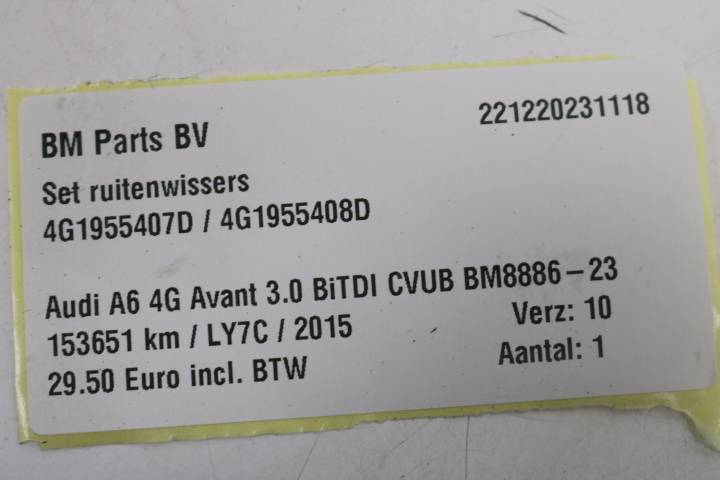 BM Parts BV
221220231118
Set ruitenwissers
4G1955407D / 4G1955408D
Audi A6 4G Avant 3.0 BiTDI CVUB BM8886-23
153651 km / LY7C / 2015
Verz: 10
29.50 Euro incl. BTW
Aantal: 1